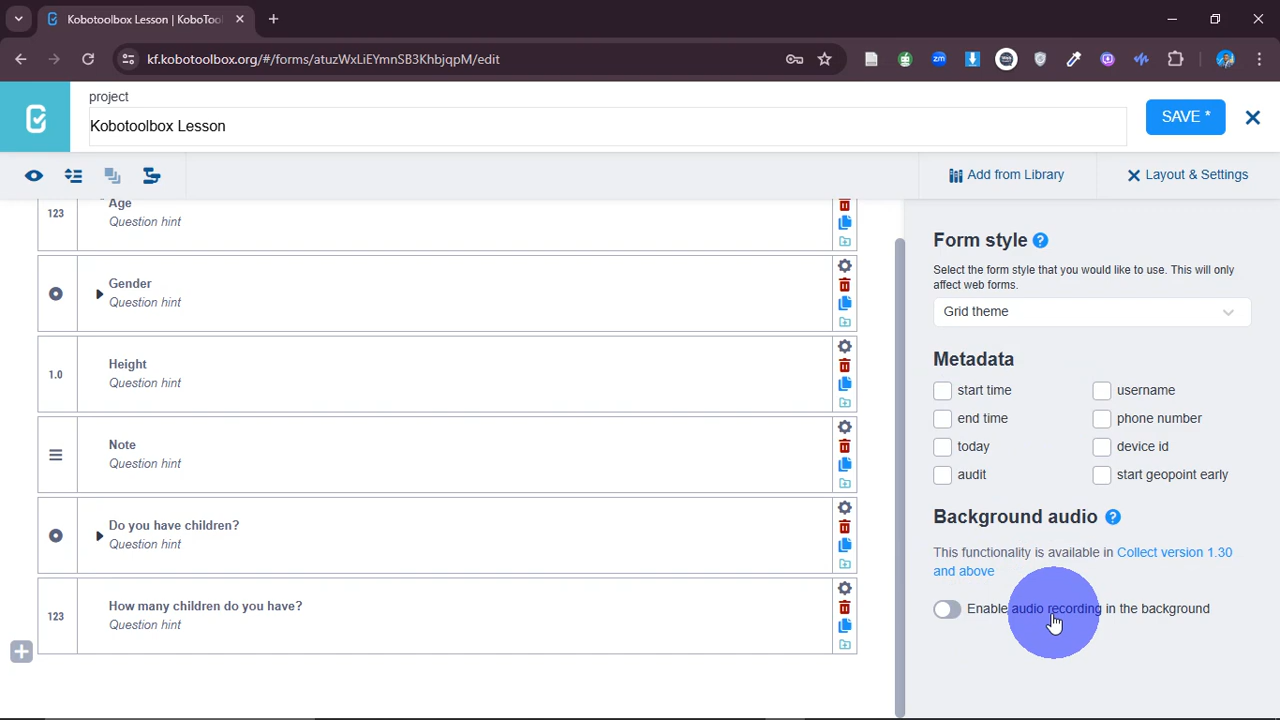 Kobotoolbox Lesson | KoboToo
kf.kobotoolbox.org/#/forms/atuzWxLiEYmnSB3KhbjqpM/edit
project
Kobotoolbox Lesson
SAVE *
Add from Library
Layout & Settings
123
Age
Question hint
Gender
Question hint
1.0
Height
Question hint
Note
Question hint
Do you have children?
Question hint
123
How many children do you have?
Question hint
Form style ?
Select the form style that you would like to use. This will only
affect web forms.
Grid theme
Metadata
start time
username
end time
phone number
today
device id
audit
start geopoint early
Background audio ?
This functionality is available in Collect version 1.30
and above
Enable audio recording in the background